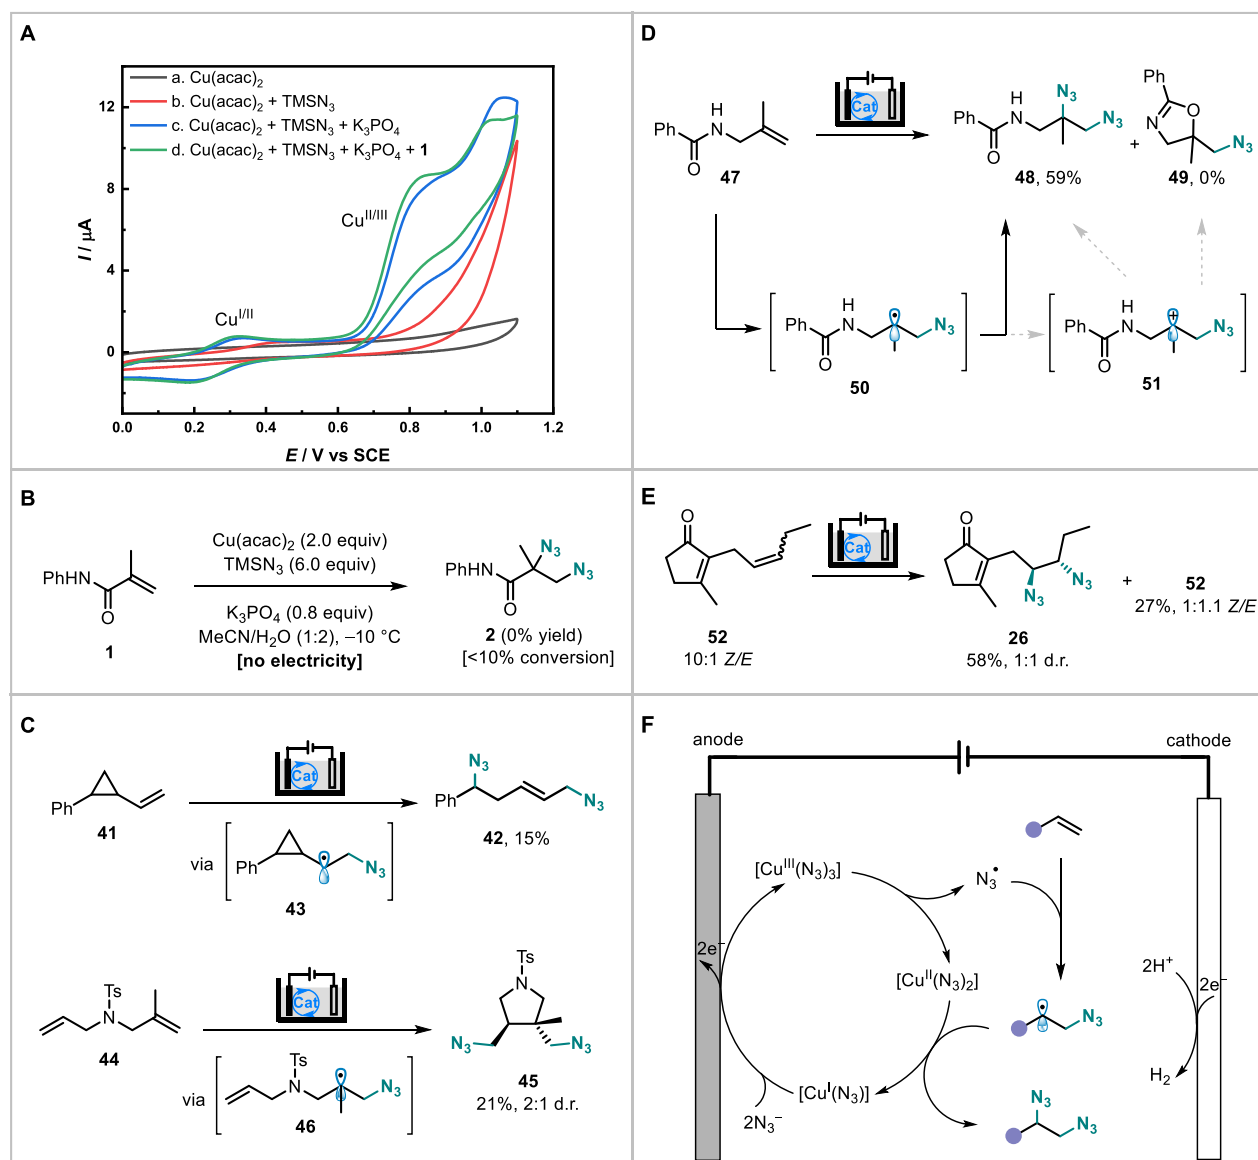 A
a. Cu(acac)2
b. Cu(acac)2 + TMSN3
c. Cu(acac)2 + TMSN3 + K3PO4
d. Cu(acac)2 + TMSN3 + K3PO4 + 1
12
8
4
0
I / µA
CuII/III
CuI/II
0.0 0.2 0.4 0.6 0.8 1.0 1.2
E / V vs SCE
B
PhHN
O
1
Cu(acac)2 (2.0 equiv)
TMSN3 (6.0 equiv)
K3PO4 (0.8 equiv)
MeCN/H2O (1:2), –10 °C
[no electricity]
PhHN
O
N3
N3
2 (0% yield)
[<10% conversion]
C
Ph
41
Cat
via
Ph
N3
43
N3
Ph
N3
42, 15%
Ts
N
44
Cat
via
Ts
N
N3
46
Ts
N
N3
N3
45
21%, 2:1 d.r.
D
Ph
H
N
O
47
Cat
Ph
H
N
O
N3
N3
48, 59%
+
Ph
O
N
N3
49, 0%
Ph
H
N
O
N3
50
Ph
H
N
O
+
N3
51
E
O
52
10:1 Z/E
Cat
O
N3
N3
26
58%, 1:1 d.r.
+
52
27%, 1:1.1 Z/E
F
anode
cathode
[CuIII(N3)3]
N3•
2e–
[CuII(N3)2]
2H+
2e–
N3
[CuI(N3)]
H2
2N3–
N3
N3